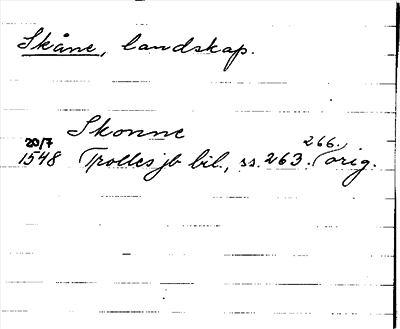 Skåne, landskap.
Skonne
20/7
1548 Trolles jb bil., ss. 263. 266. orig.